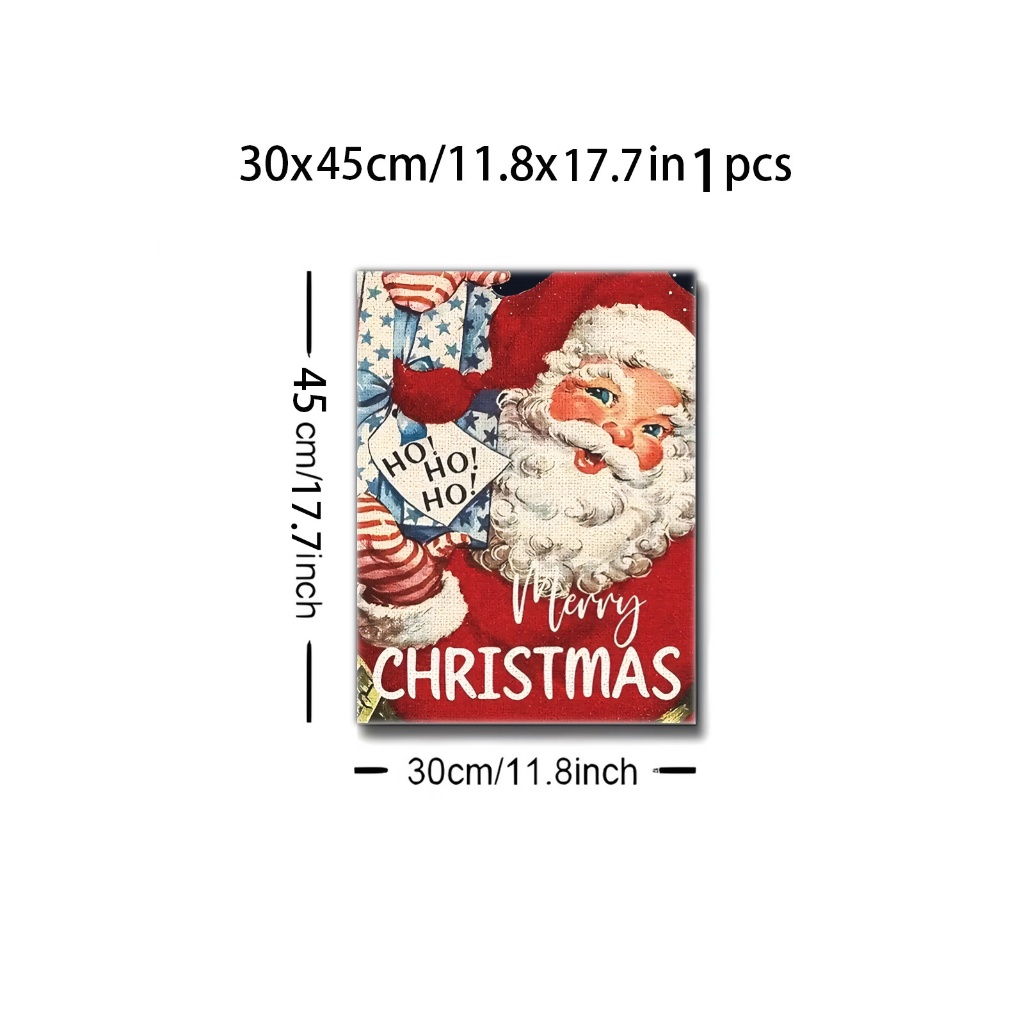 30x45cm/11.8x17.7in 1 pcs
45 cm/17.7inch
HO!
HO!
HO!
Merry
CHRISTMAS
30cm/11.8inch